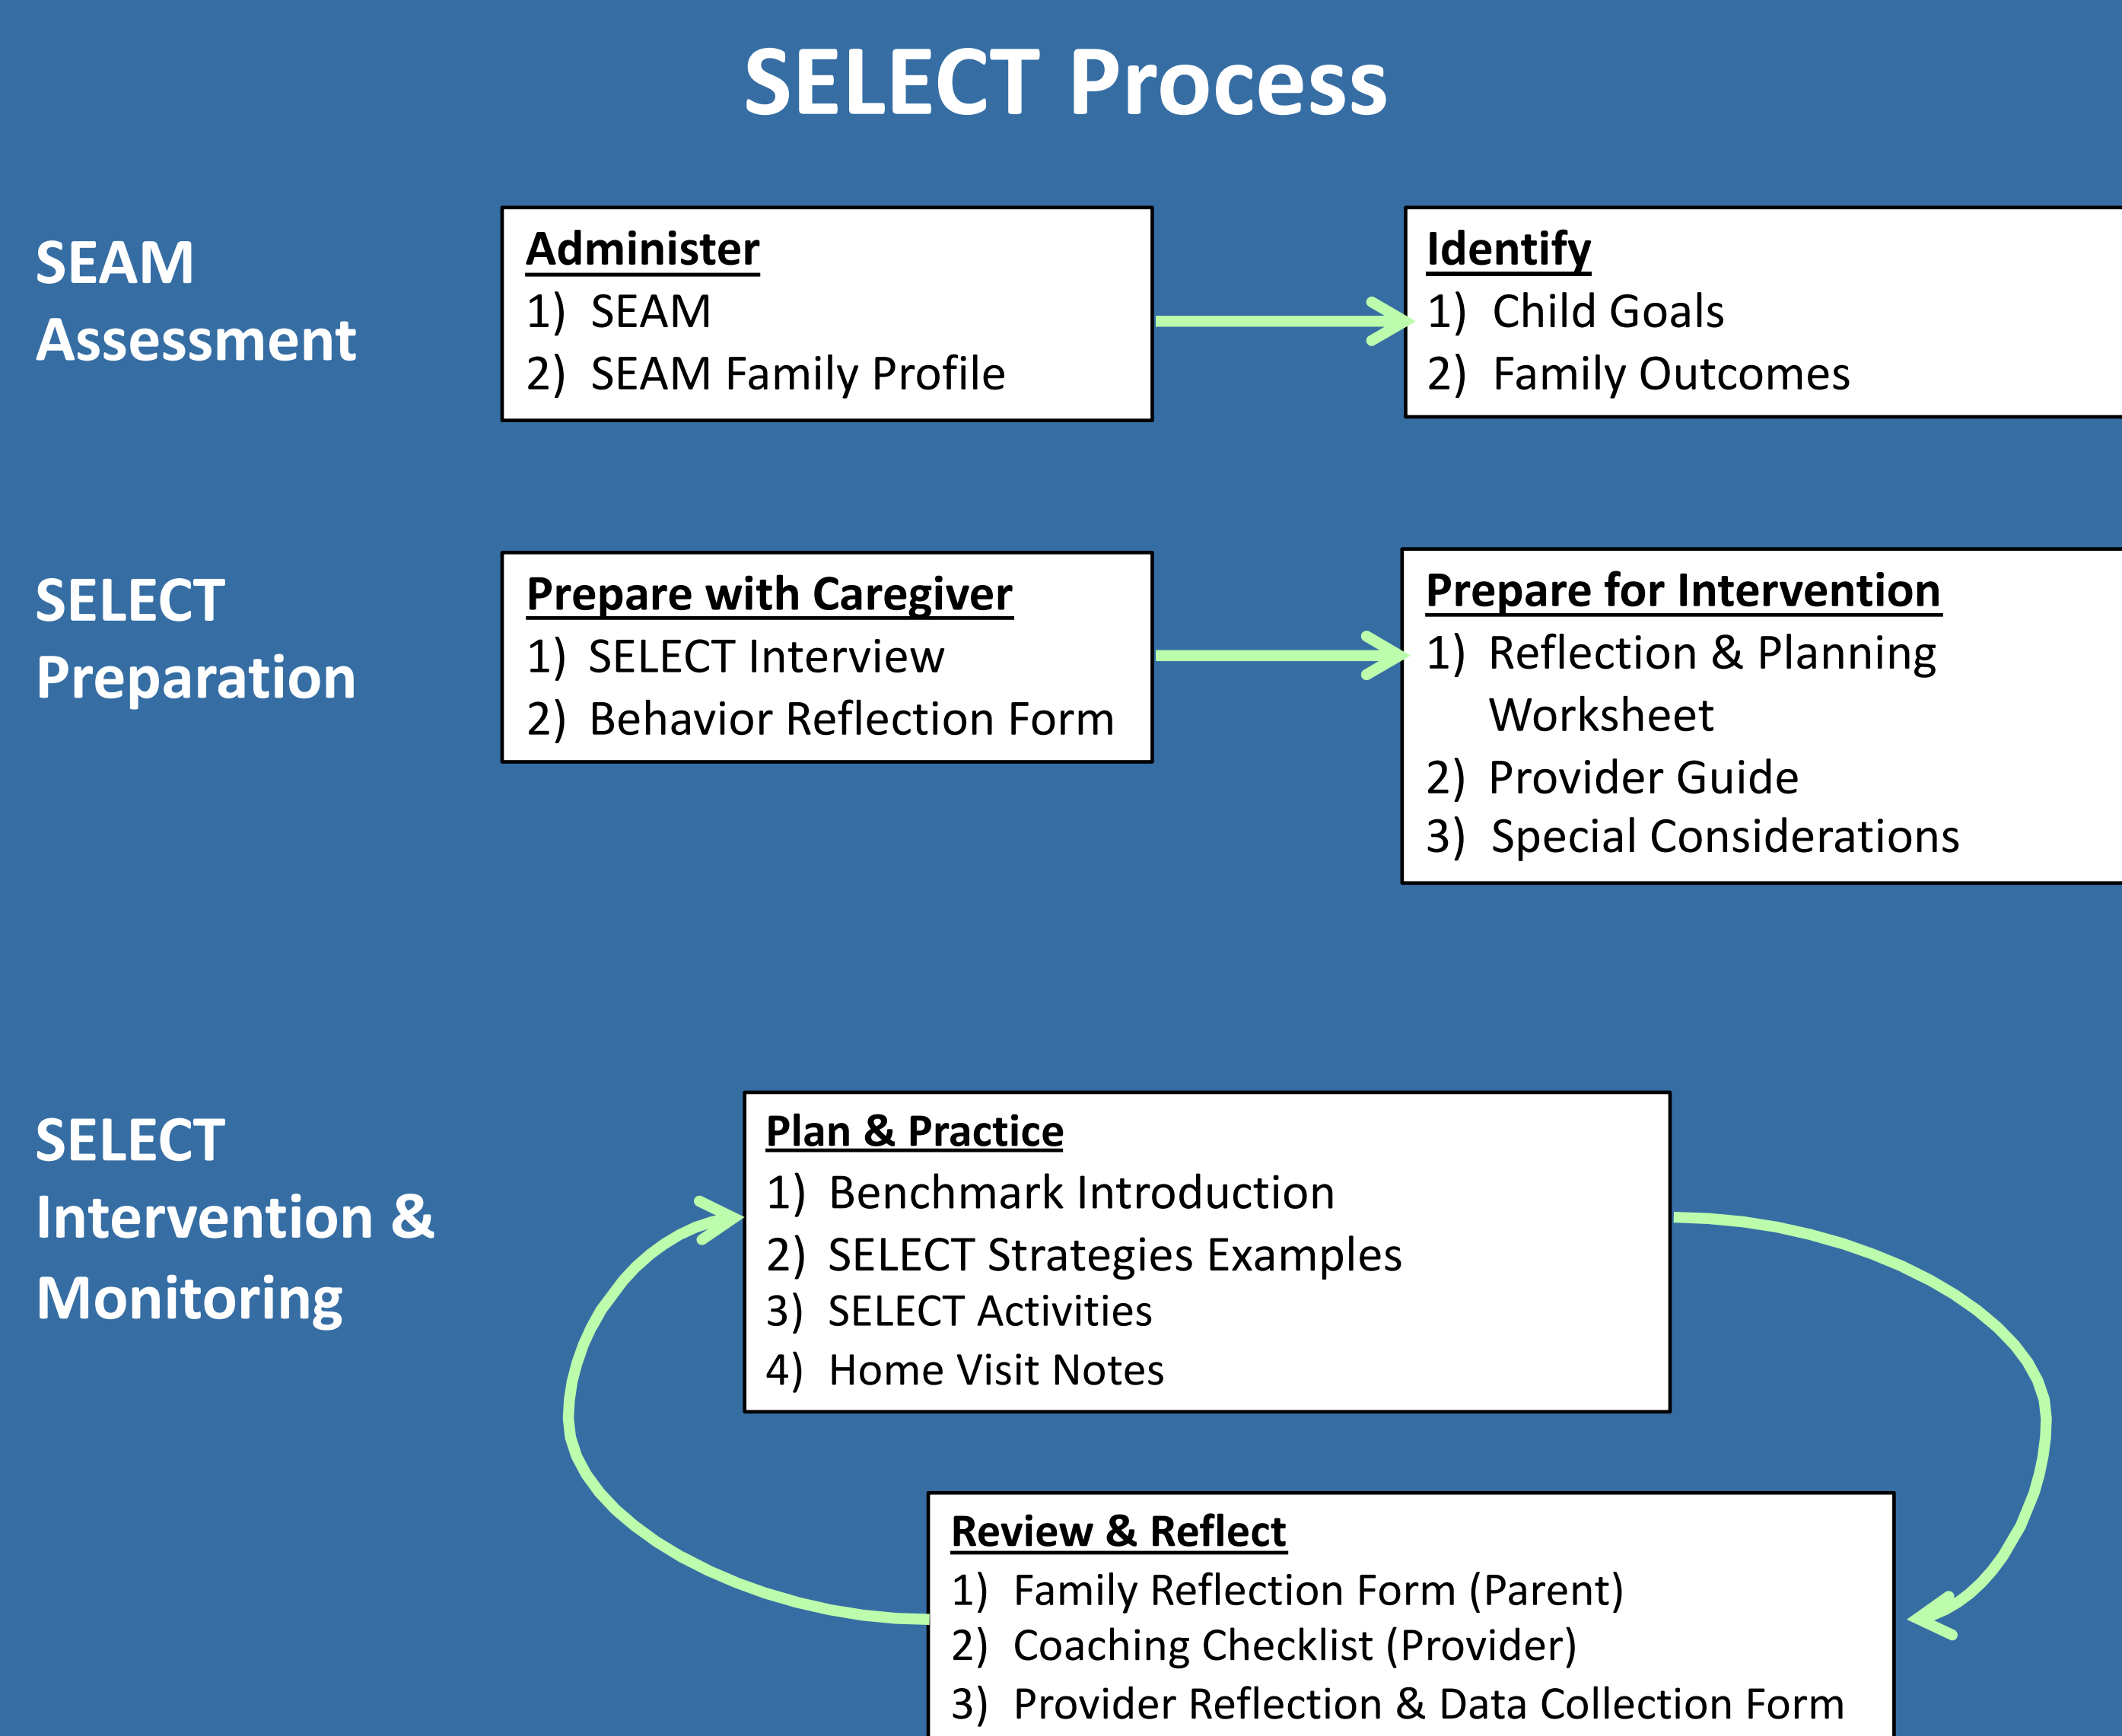 SELECT Process
SEAM
Assessment
Administer
1) SEAM
2) SEAM Family Profile
Identify
1) Child Goals
2) Family Outcomes
SELECT
Preparation
Prepare with Caregiver
1) SELECT Interview
2) Behavior Reflection Form
Prepare for Intervention
1) Reflection & Planning
Worksheet
2) Provider Guide
3) Special Considerations
SELECT
Intervention &
Monitoring
Plan & Practice
1) Benchmark Introduction
2) SELECT Strategies Examples
3) SELECT Activities
4) Home Visit Notes
Review & Reflect
1) Family Reflection Form (Parent)
2) Coaching Checklist (Provider)
3) Provider Reflection & Data Collection Form